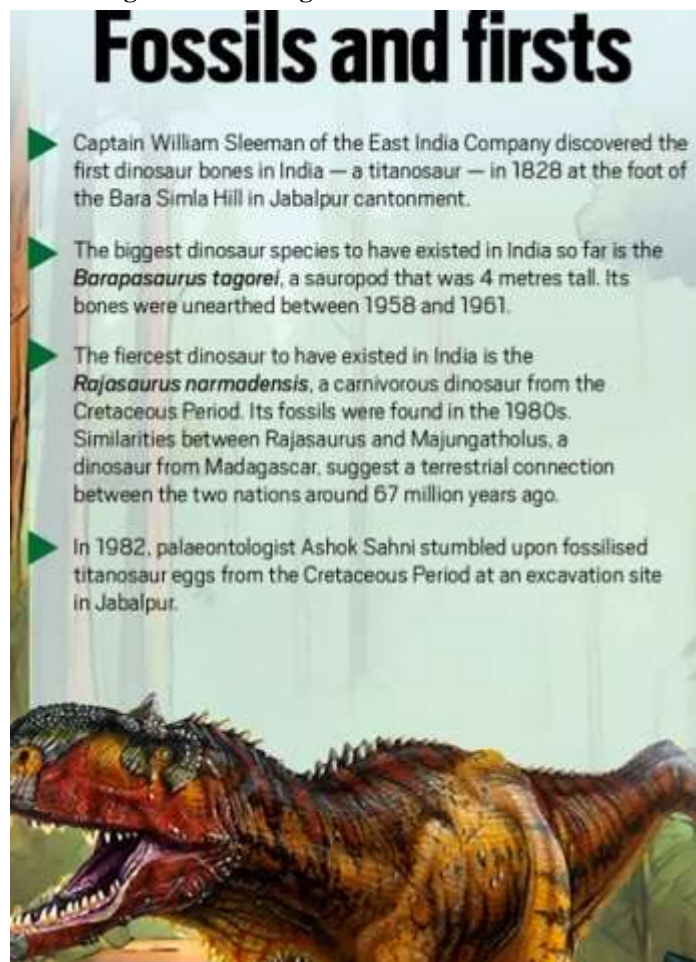 Fossils and firsts
Captain William Sleeman of the East India Company discovered the
first dinosaur bones in India — a titanosaur — in 1828 at the foot of
the Bara Simla Hill in Jabalpur cantonment.
The biggest dinosaur species to have existed in India so far is the
Barapasaurus tagorei, a sauropod that was 4 metres tall. Its
bones were unearthed between 1958 and 1961.
The fiercest dinosaur to have existed in India is the
Rajasaurus narmadensis, a carnivorous dinosaur from the
Cretaceous Period. Its fossils were found in the 1980s.
Similarities between Rajasaurus and Majungatholus, a
dinosaur from Madagascar, suggest a terrestrial connection
between the two nations around 67 million years ago.
In 1982, palaeontologist Ashok Sahni stumbled upon fossilised
titanosaur eggs from the Cretaceous Period at an excavation site
in Jabalpur.